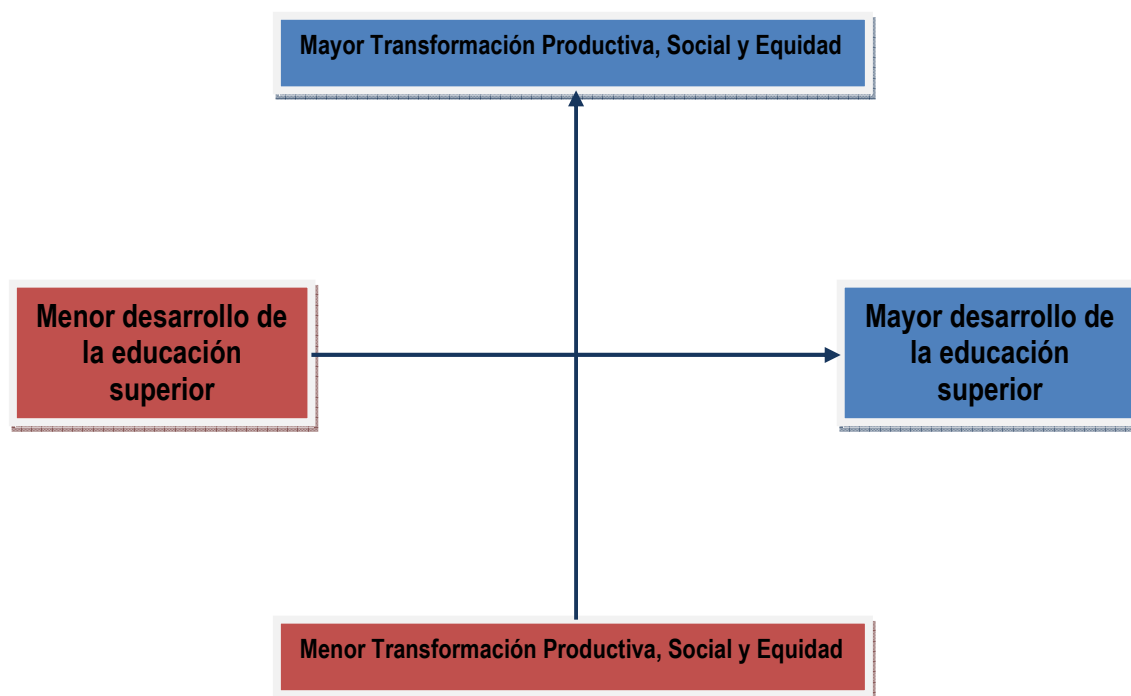 Mayor Transformación Productiva, Social y Equidad
Menor desarrollo de
la educación
superior
Mayor desarrollo de
la educación
superior
Menor Transformación Productiva, Social y Equidad